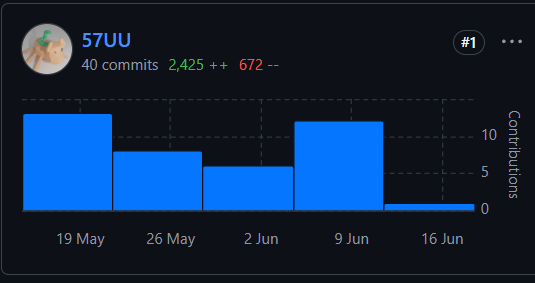 57UU
#1
40 commits 2,425 ++ 672 --
10
5
0
Contributions
19 May 26 May 2 Jun 9 Jun 16 Jun